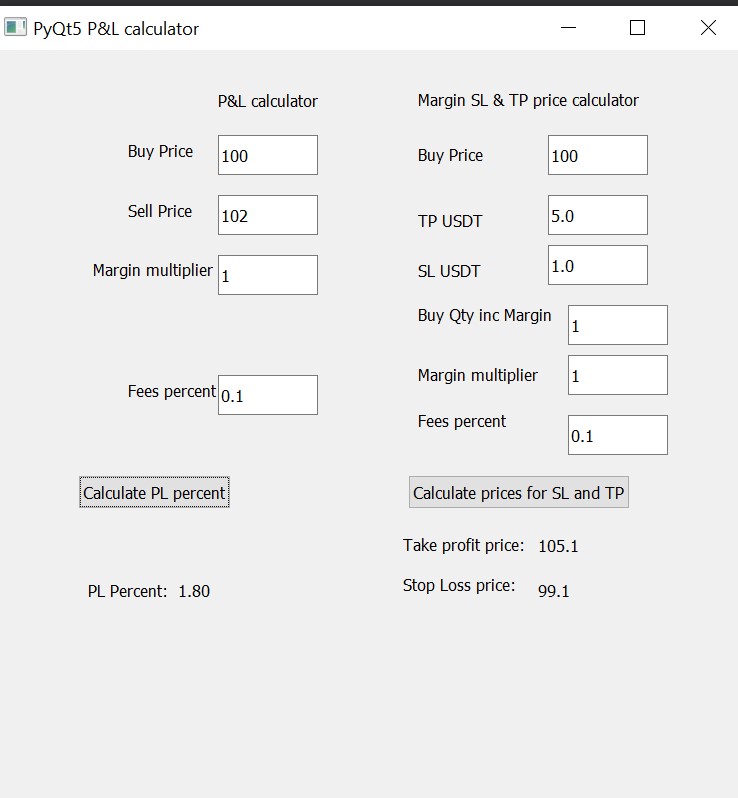 PyQt5 P&L calculator
P&L calculator
Buy Price 100
Sell Price 102
Margin multiplier 1
Fees percent 0.1
Calculate PL percent
PL Percent: 1.80
Margin SL & TP price calculator
Buy Price 100
TP USDT 5.0
SL USDT 1.0
Buy Qty inc Margin 1
Margin multiplier 1
Fees percent 0.1
Calculate prices for SL and TP
Take profit price: 105.1
Stop Loss price: 99.1